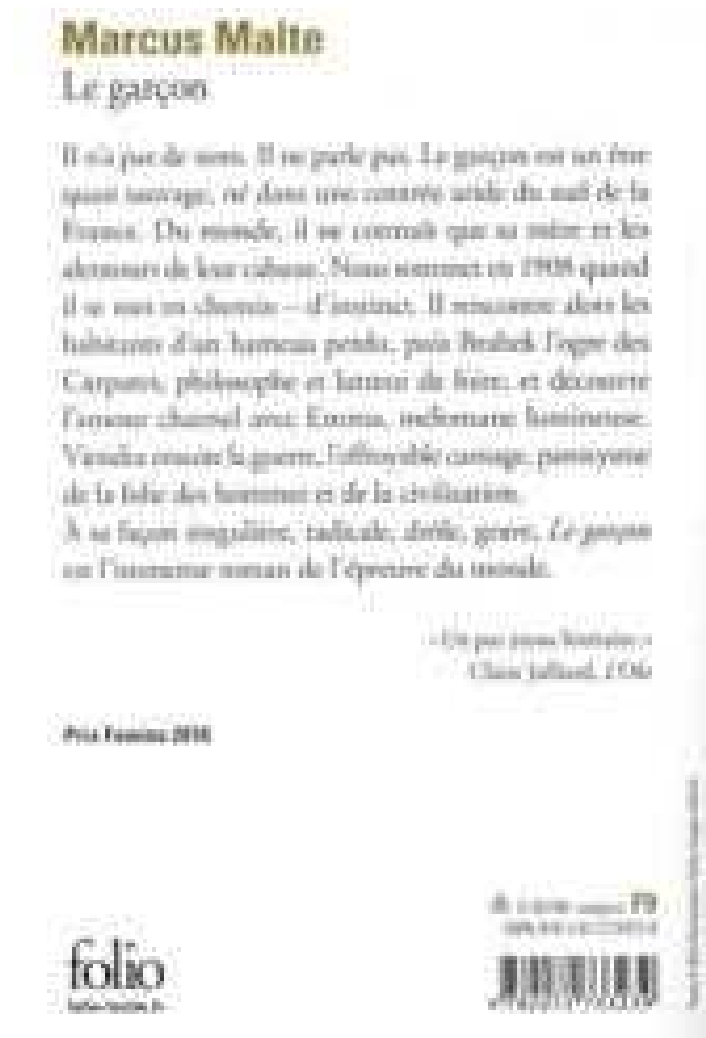 Marcus Malte
Le garçon
Il n'a pas de nom. Il ne parle pas. Le garçon est un être
quasi sauvage, né dans une contrée aride du sud de la
France. Du monde, il ne connaît que sa mère et les
alentours de leur cabane. Nous sommes en 1908 quand
il se met en chemin – d'instinct. Il rencontre alors les
habitants d'un hameau perdu, puis Brabek l'ogre des
Carpates, philosophe et lutteur de foire, et découvre
l'amour charnel avec Emma, mélomane lumineuse.
Viendra ensuite la guerre, l'effroyable carnage, paroxysme
de la folie des hommes et de la civilisation.
À sa façon singulière, radicale, drôle, grave, Le garçon
est l'immense roman de l'épreuve du monde.
« Un pur joyau littéraire. »
Claire Julliard, L'Obs
Prix Femina 2016
folio